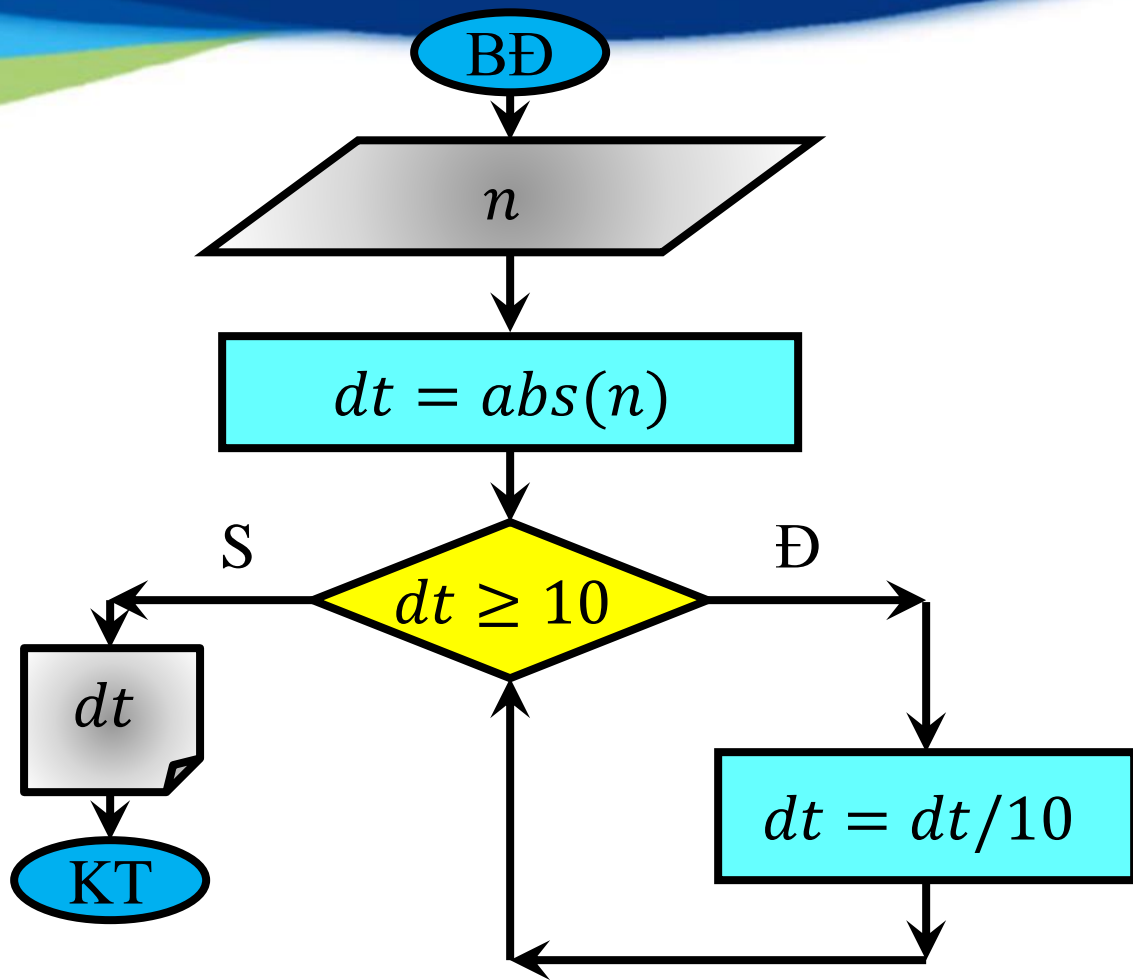 BĐ
n
dt = abs(n)
S
Đ
dt ≥ 10
dt
dt = dt/10
KT